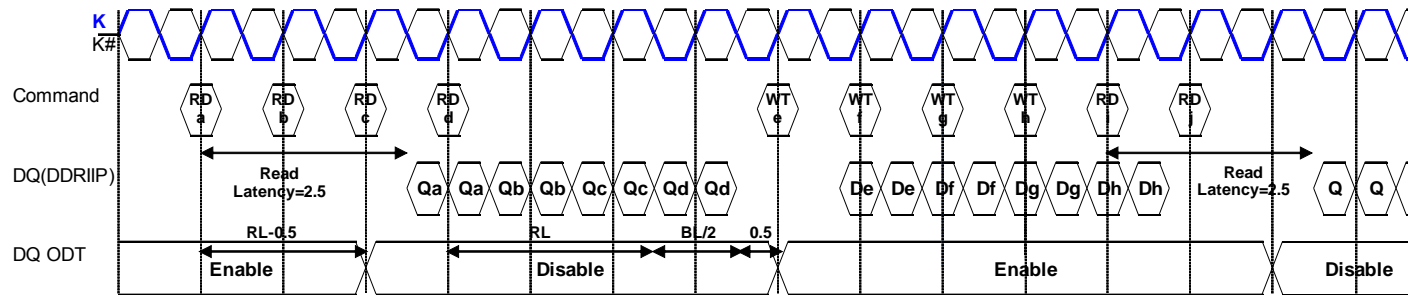 K
K#
Command
RD a RD b RD c RD d WT e WT f WT g WT h RD i RD j
Read
Latency=2.5
DQ(DDRIIP)
Qa Qa Qb Qb Qc Qc Qd Qd De De Df Df Dg Dg Dh Dh Q Q
Read
Latency=2.5
RL-0.5 RL BL/2 0.5
DQ ODT
Enable Disable Enable Disable